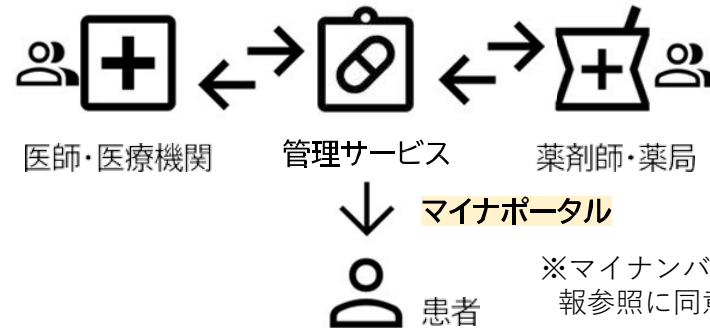 医師・医療機関
管理サービス
薬剤師・薬局
マイナポータル
※マイナンバ
報参照に同意
患者